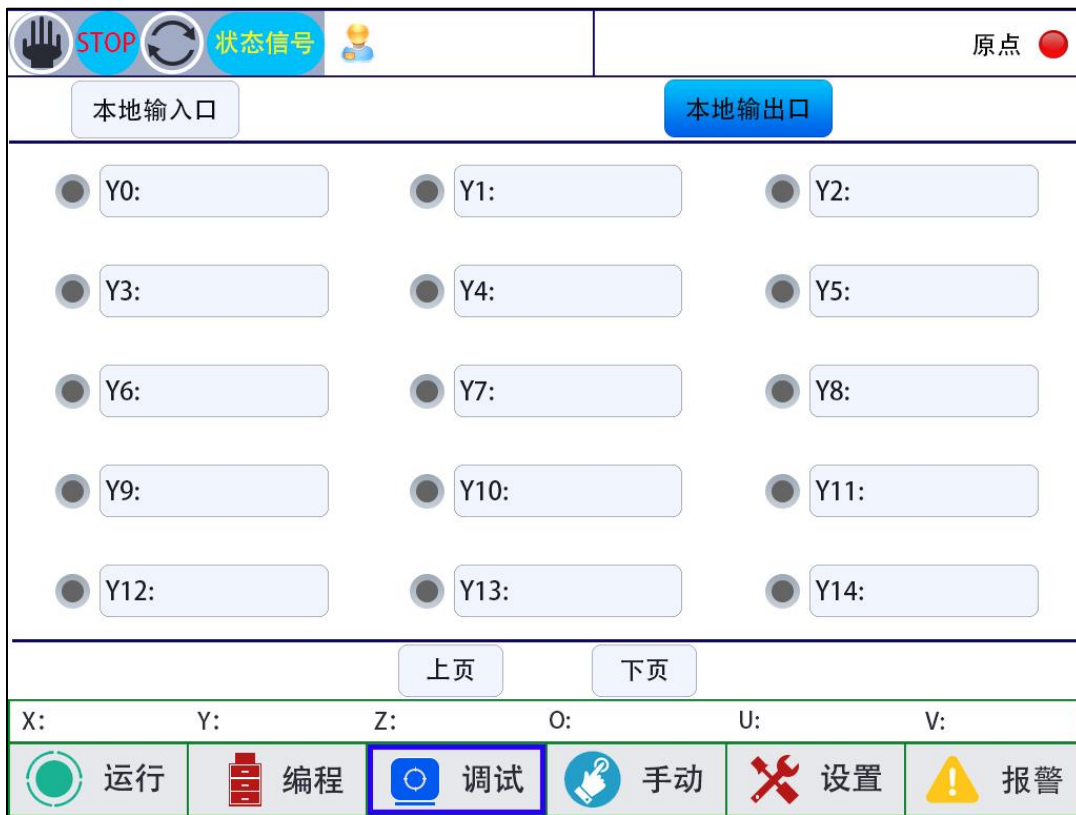 STOP 状态信号 原点
本地输入口 本地输出口
Y0: Y1: Y2:
Y3: Y4: Y5:
Y6: Y7: Y8:
Y9: Y10: Y11:
Y12: Y13: Y14:
上页 下页
X: Y: Z: O: U: V:
运行 编程 调试 手动 设置 报警